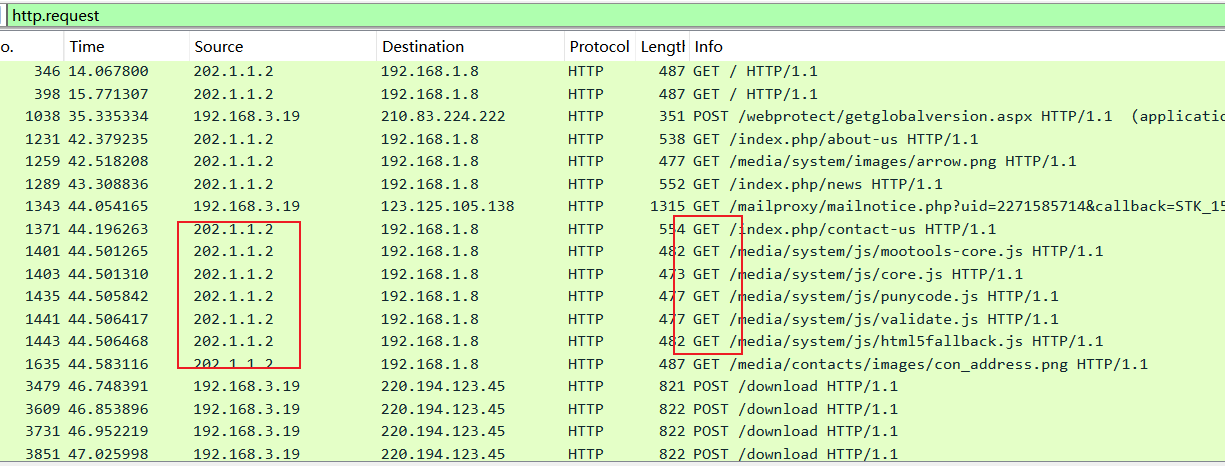 http.request
o. Time Source Destination Protocol Length Info
346 14.067800 202.1.1.2 192.168.1.8 HTTP 487 GET / HTTP/1.1
398 15.771307 202.1.1.2 192.168.1.8 HTTP 487 GET / HTTP/1.1
1038 35.335334 192.168.3.19 210.83.224.222 HTTP 351 POST /webprotect/getglobalversion.aspx HTTP/1.1 (applicatio
1231 42.379235 202.1.1.2 192.168.1.8 HTTP 538 GET /index.php/about-us HTTP/1.1
1259 42.518208 202.1.1.2 192.168.1.8 HTTP 477 GET /media/system/images/arrow.png HTTP/1.1
1289 43.308836 202.1.1.2 192.168.1.8 HTTP 552 GET /index.php/news HTTP/1.1
1343 44.054165 192.168.3.19 123.125.105.138 HTTP 1315 GET /mailproxy/mailnotice.php?uid=2271585714&callback=STK_15
1371 44.196263 202.1.1.2 192.168.1.8 HTTP 554 GET /index.php/contact-us HTTP/1.1
1401 44.501265 202.1.1.2 192.168.1.8 HTTP 482 GET /media/system/js/mootools-core.js HTTP/1.1
1403 44.501310 202.1.1.2 192.168.1.8 HTTP 473 GET /media/system/js/core.js HTTP/1.1
1435 44.505842 202.1.1.2 192.168.1.8 HTTP 477 GET /media/system/js/punycode.js HTTP/1.1
1441 44.506417 202.1.1.2 192.168.1.8 HTTP 477 GET /media/system/js/validate.js HTTP/1.1
1443 44.506468 202.1.1.2 192.168.1.8 HTTP 482 GET /media/system/js/html5fallback.js HTTP/1.1
1635 44.583116 202.1.1.2 192.168.1.8 HTTP 487 GET /media/contacts/images/con_address.png HTTP/1.1
3479 46.748391 192.168.3.19 220.194.123.45 HTTP 821 POST /download HTTP/1.1
3609 46.853896 192.168.3.19 220.194.123.45 HTTP 822 POST /download HTTP/1.1
3731 46.952219 192.168.3.19 220.194.123.45 HTTP 822 POST /download HTTP/1.1
3851 47.025998 192.168.3.19 220.194.123.45 HTTP 822 POST /download HTTP/1.1